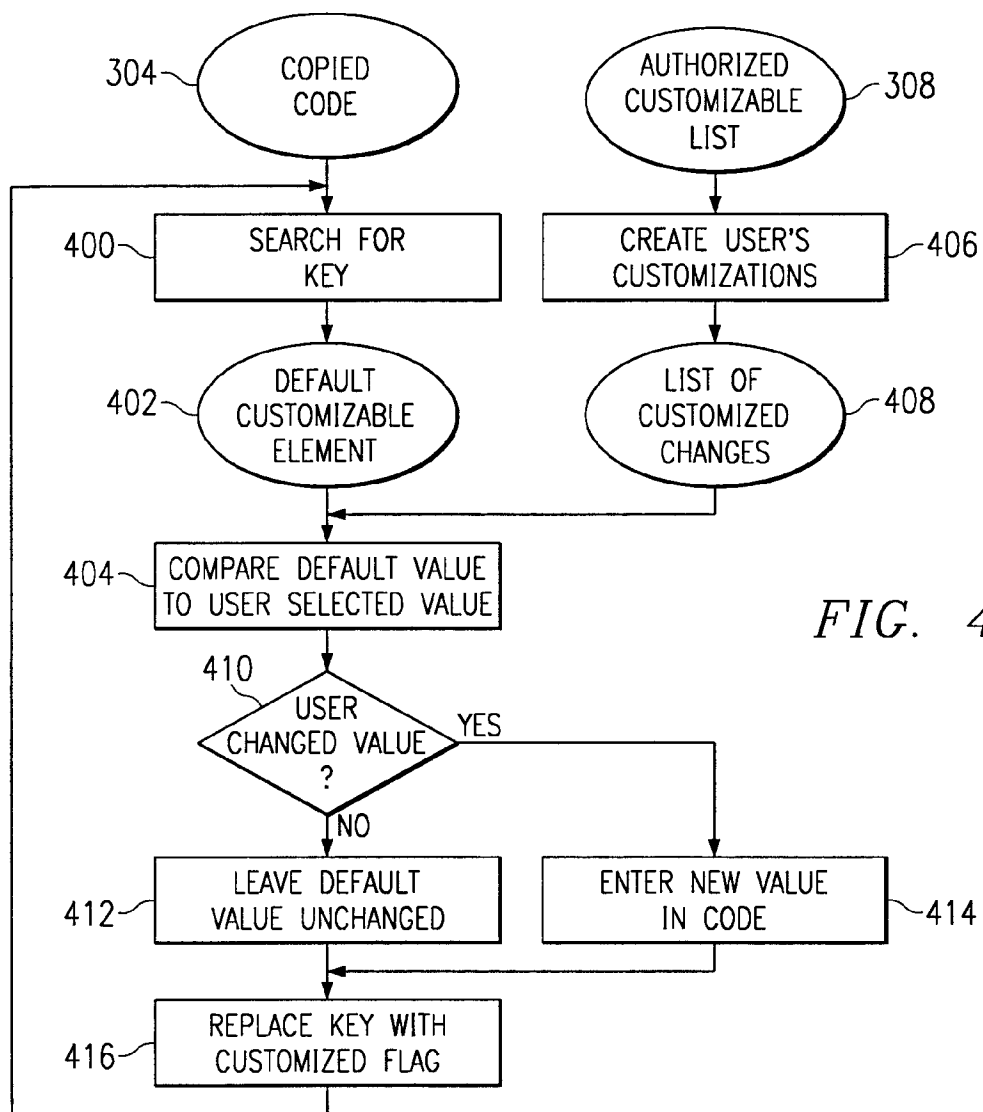 304
COPIED
CODE
AUTHORIZED
CUSTOMIZABLE
LIST
308
400
SEARCH FOR
KEY
CREATE USER'S
CUSTOMIZATIONS
406
402
DEFAULT
CUSTOMIZABLE
ELEMENT
LIST OF
CUSTOMIZED
CHANGES
408
404
COMPARE DEFAULT VALUE
TO USER SELECTED VALUE
FIG. 4
410
USER
CHANGED VALUE
?
YES
NO
412
LEAVE DEFAULT
VALUE UNCHANGED
ENTER NEW VALUE
IN CODE
414
416
REPLACE KEY WITH
CUSTOMIZED FLAG